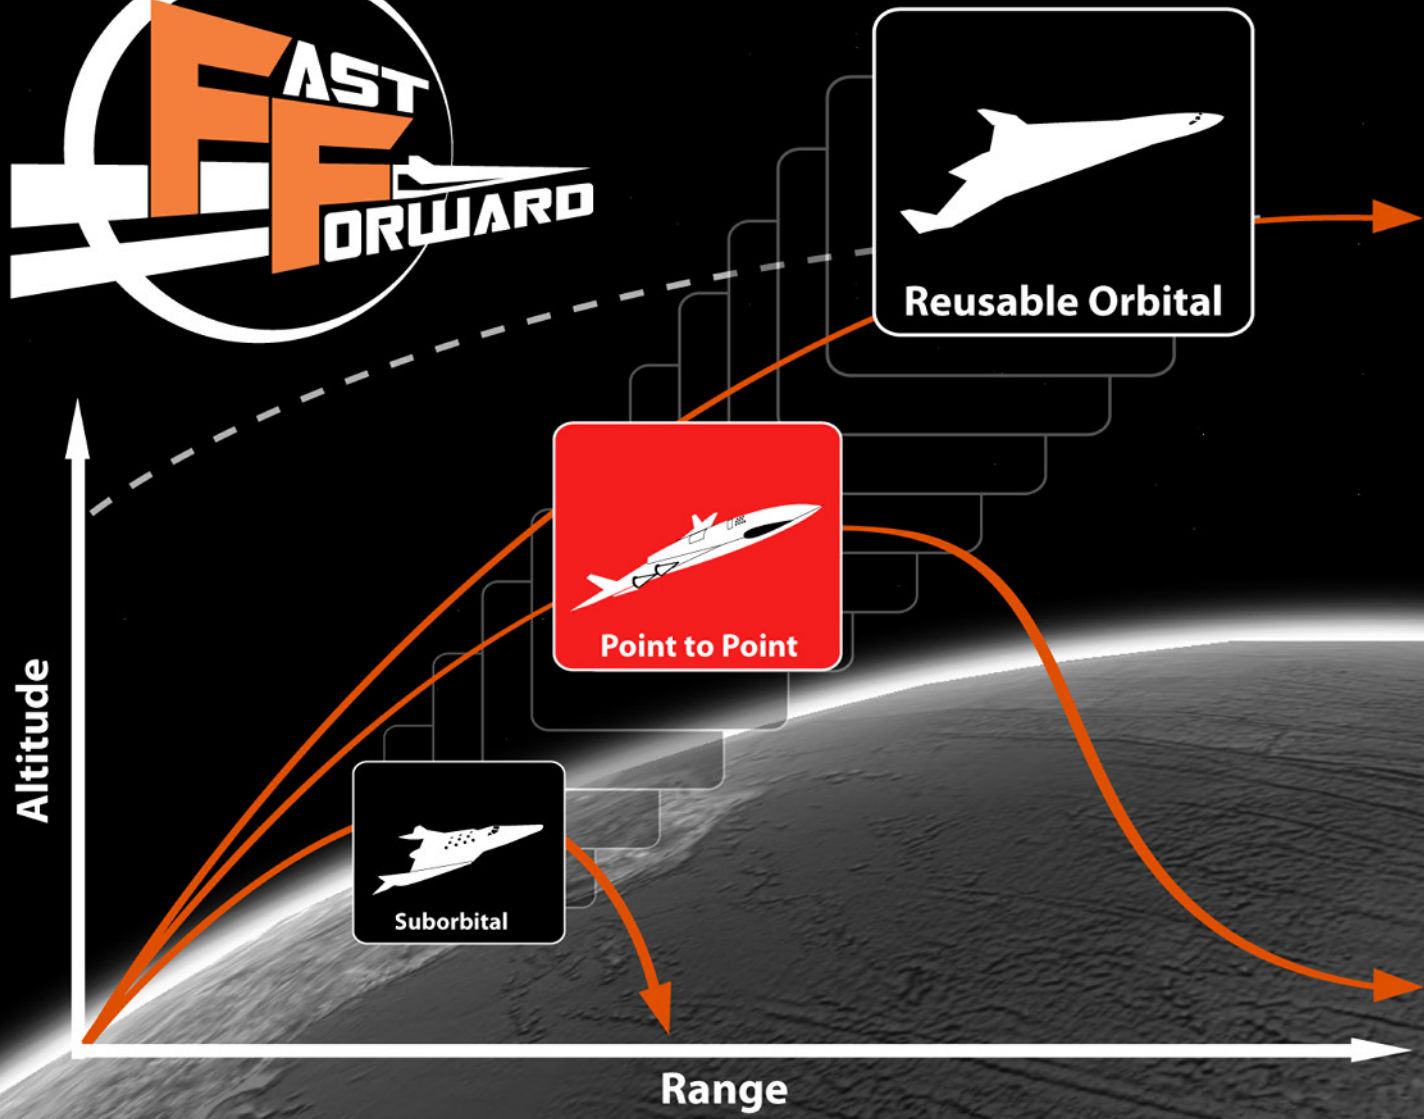 FAST
FORWARD
Reusable Orbital
Point to Point
Suborbital
Altitude
Range